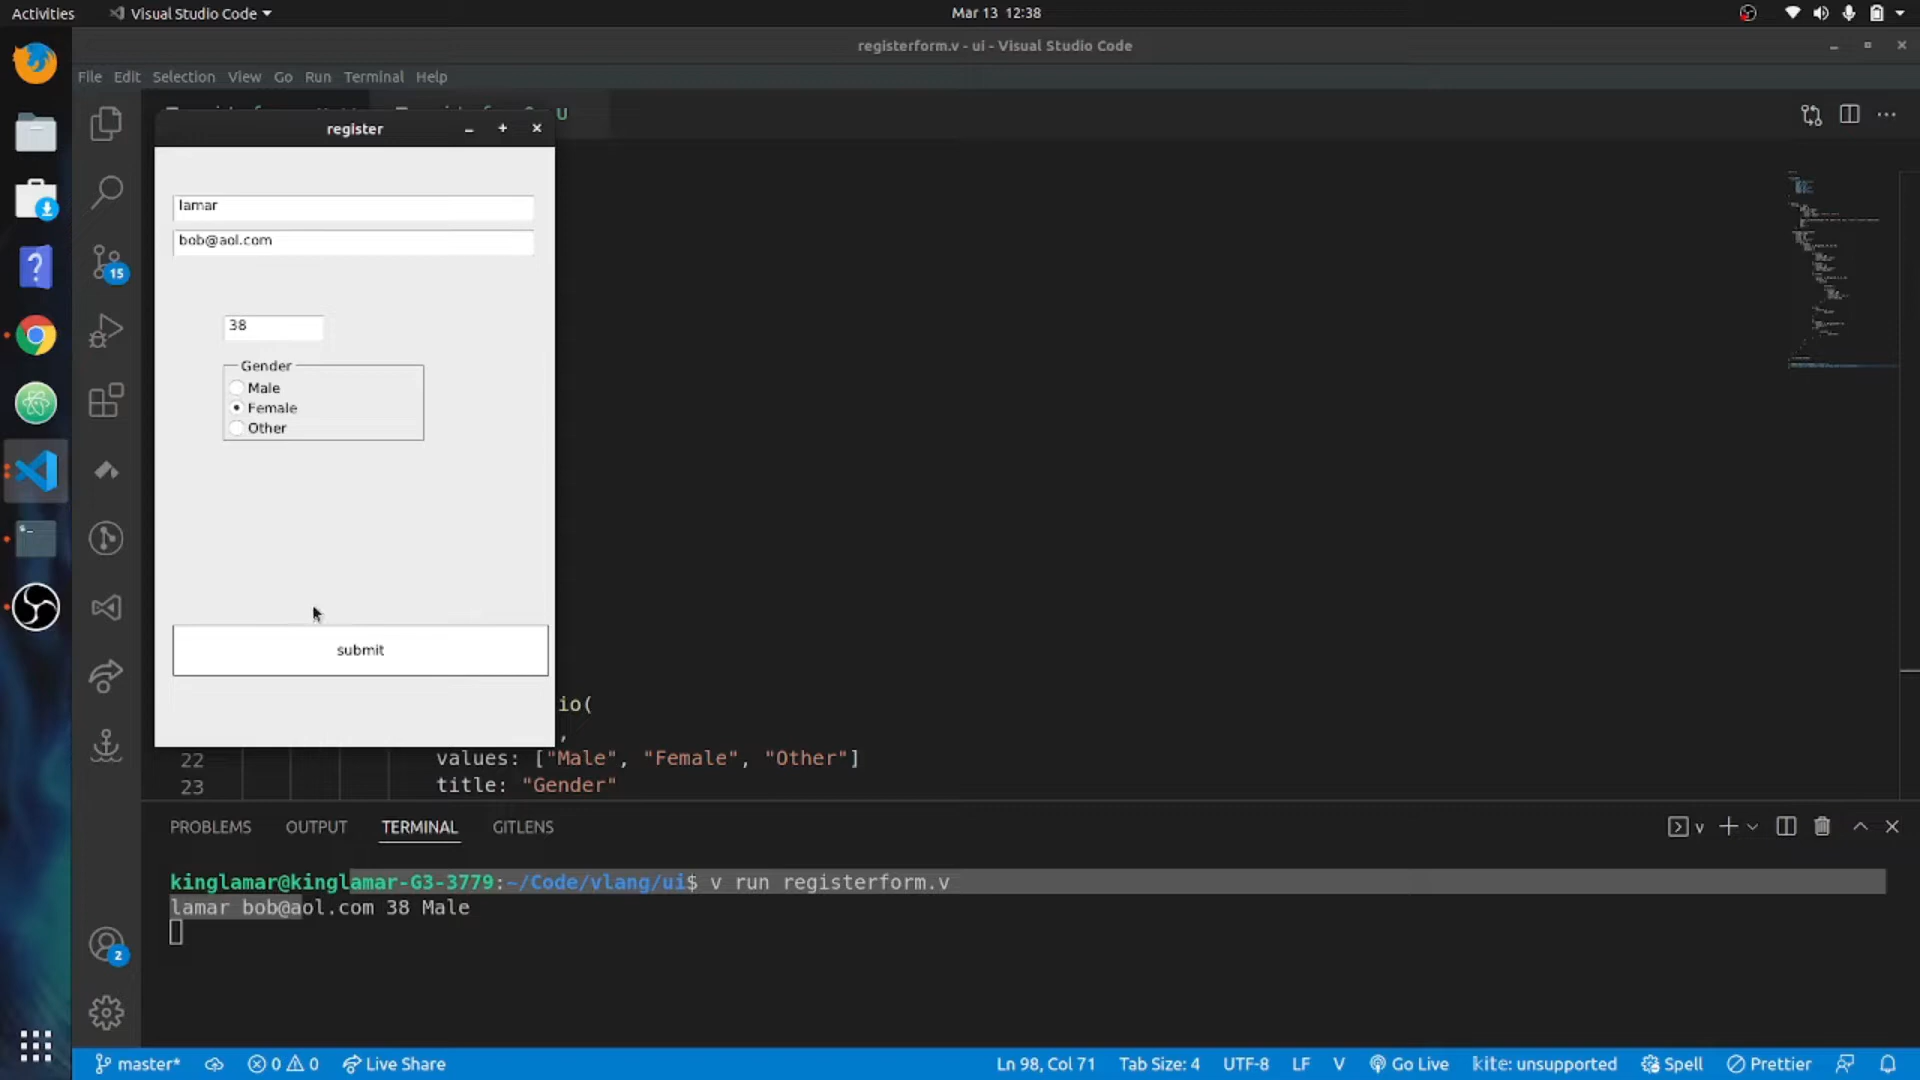 Activities
Visual Studio Code
Mar 13 12:38
registerform.v - ui - Visual Studio Code
File Edit Selection View Go Run Terminal Help
U
register
lamar
bob@aol.com
38
Gender
Male
Female
Other
submit
15
io(
,
22 values: ["Male", "Female", "Other"]
23 title: "Gender"
PROBLEMS OUTPUT TERMINAL GITLENS
v
kinglamar@kinglamar-G3-3779:~/Code/vlang/ui$ v run registerform.v
lamar bob@aol.com 38 Male
2
master* 0 0 Live Share
Ln 98, Col 71 Tab Size: 4 UTF-8 LF V Go Live kite: unsupported Spell Prettier